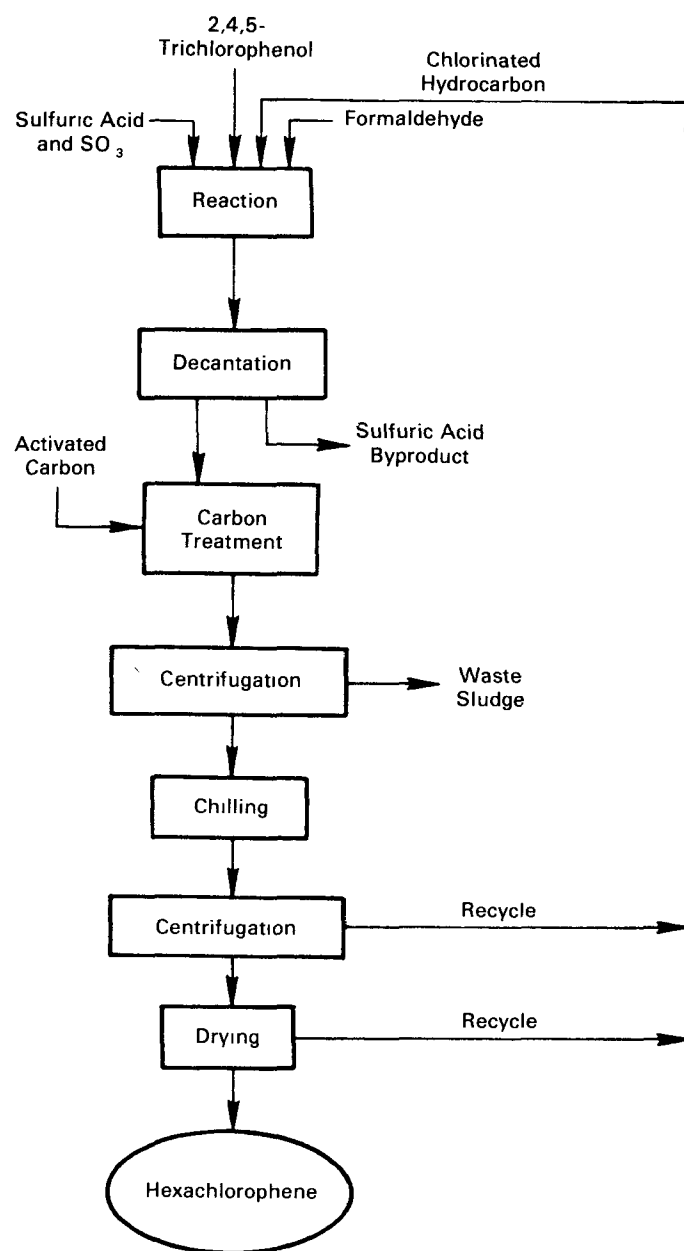 2,4,5-
Trichlorophenol
Chlorinated
Hydrocarbon
Sulfuric Acid
and SO3
Formaldehyde
Reaction
Decantation
Activated
Carbon
Sulfuric Acid
Byproduct
Carbon
Treatment
Centrifugation
Waste
Sludge
Chilling
Centrifugation
Recycle
Drying
Recycle
Hexachlorophene